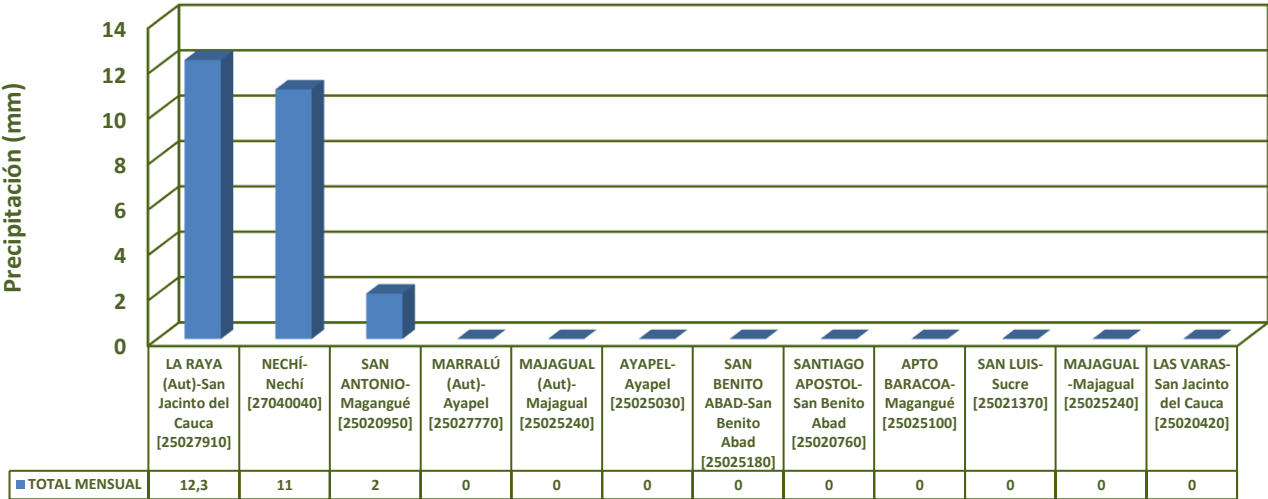 Precipitación (mm)
14
12
10
8
6
4
2
0
LA RAYA
(Aut)-San
Jacinto del
Cauca
[25027910]
NECHÍ-
Nechí
[27040040]
SAN
ANTONIO-
Magangué
[25020950]
MARRALÚ
(Aut)-
Ayapel
[25027770]
MAJAGUAL
(Aut)-
Majagual
[25025240]
AYAPEL-
Ayapel
[25025030]
SAN
BENITO
ABAD-San
Benito
Abad
[25025180]
SANTIAGO
APOSTOL-
San Benito
Abad
[25020760]
APTO
BARACOA-
Magangué
[25025100]
SAN LUIS-
Sucre
[25021370]
MAJAGUAL
-Majagual
[25025240]
LAS VARAS-
San Jacinto
del Cauca
[25020420]
TOTAL MENSUAL 12,3 11 2 0 0 0 0 0 0 0 0 0